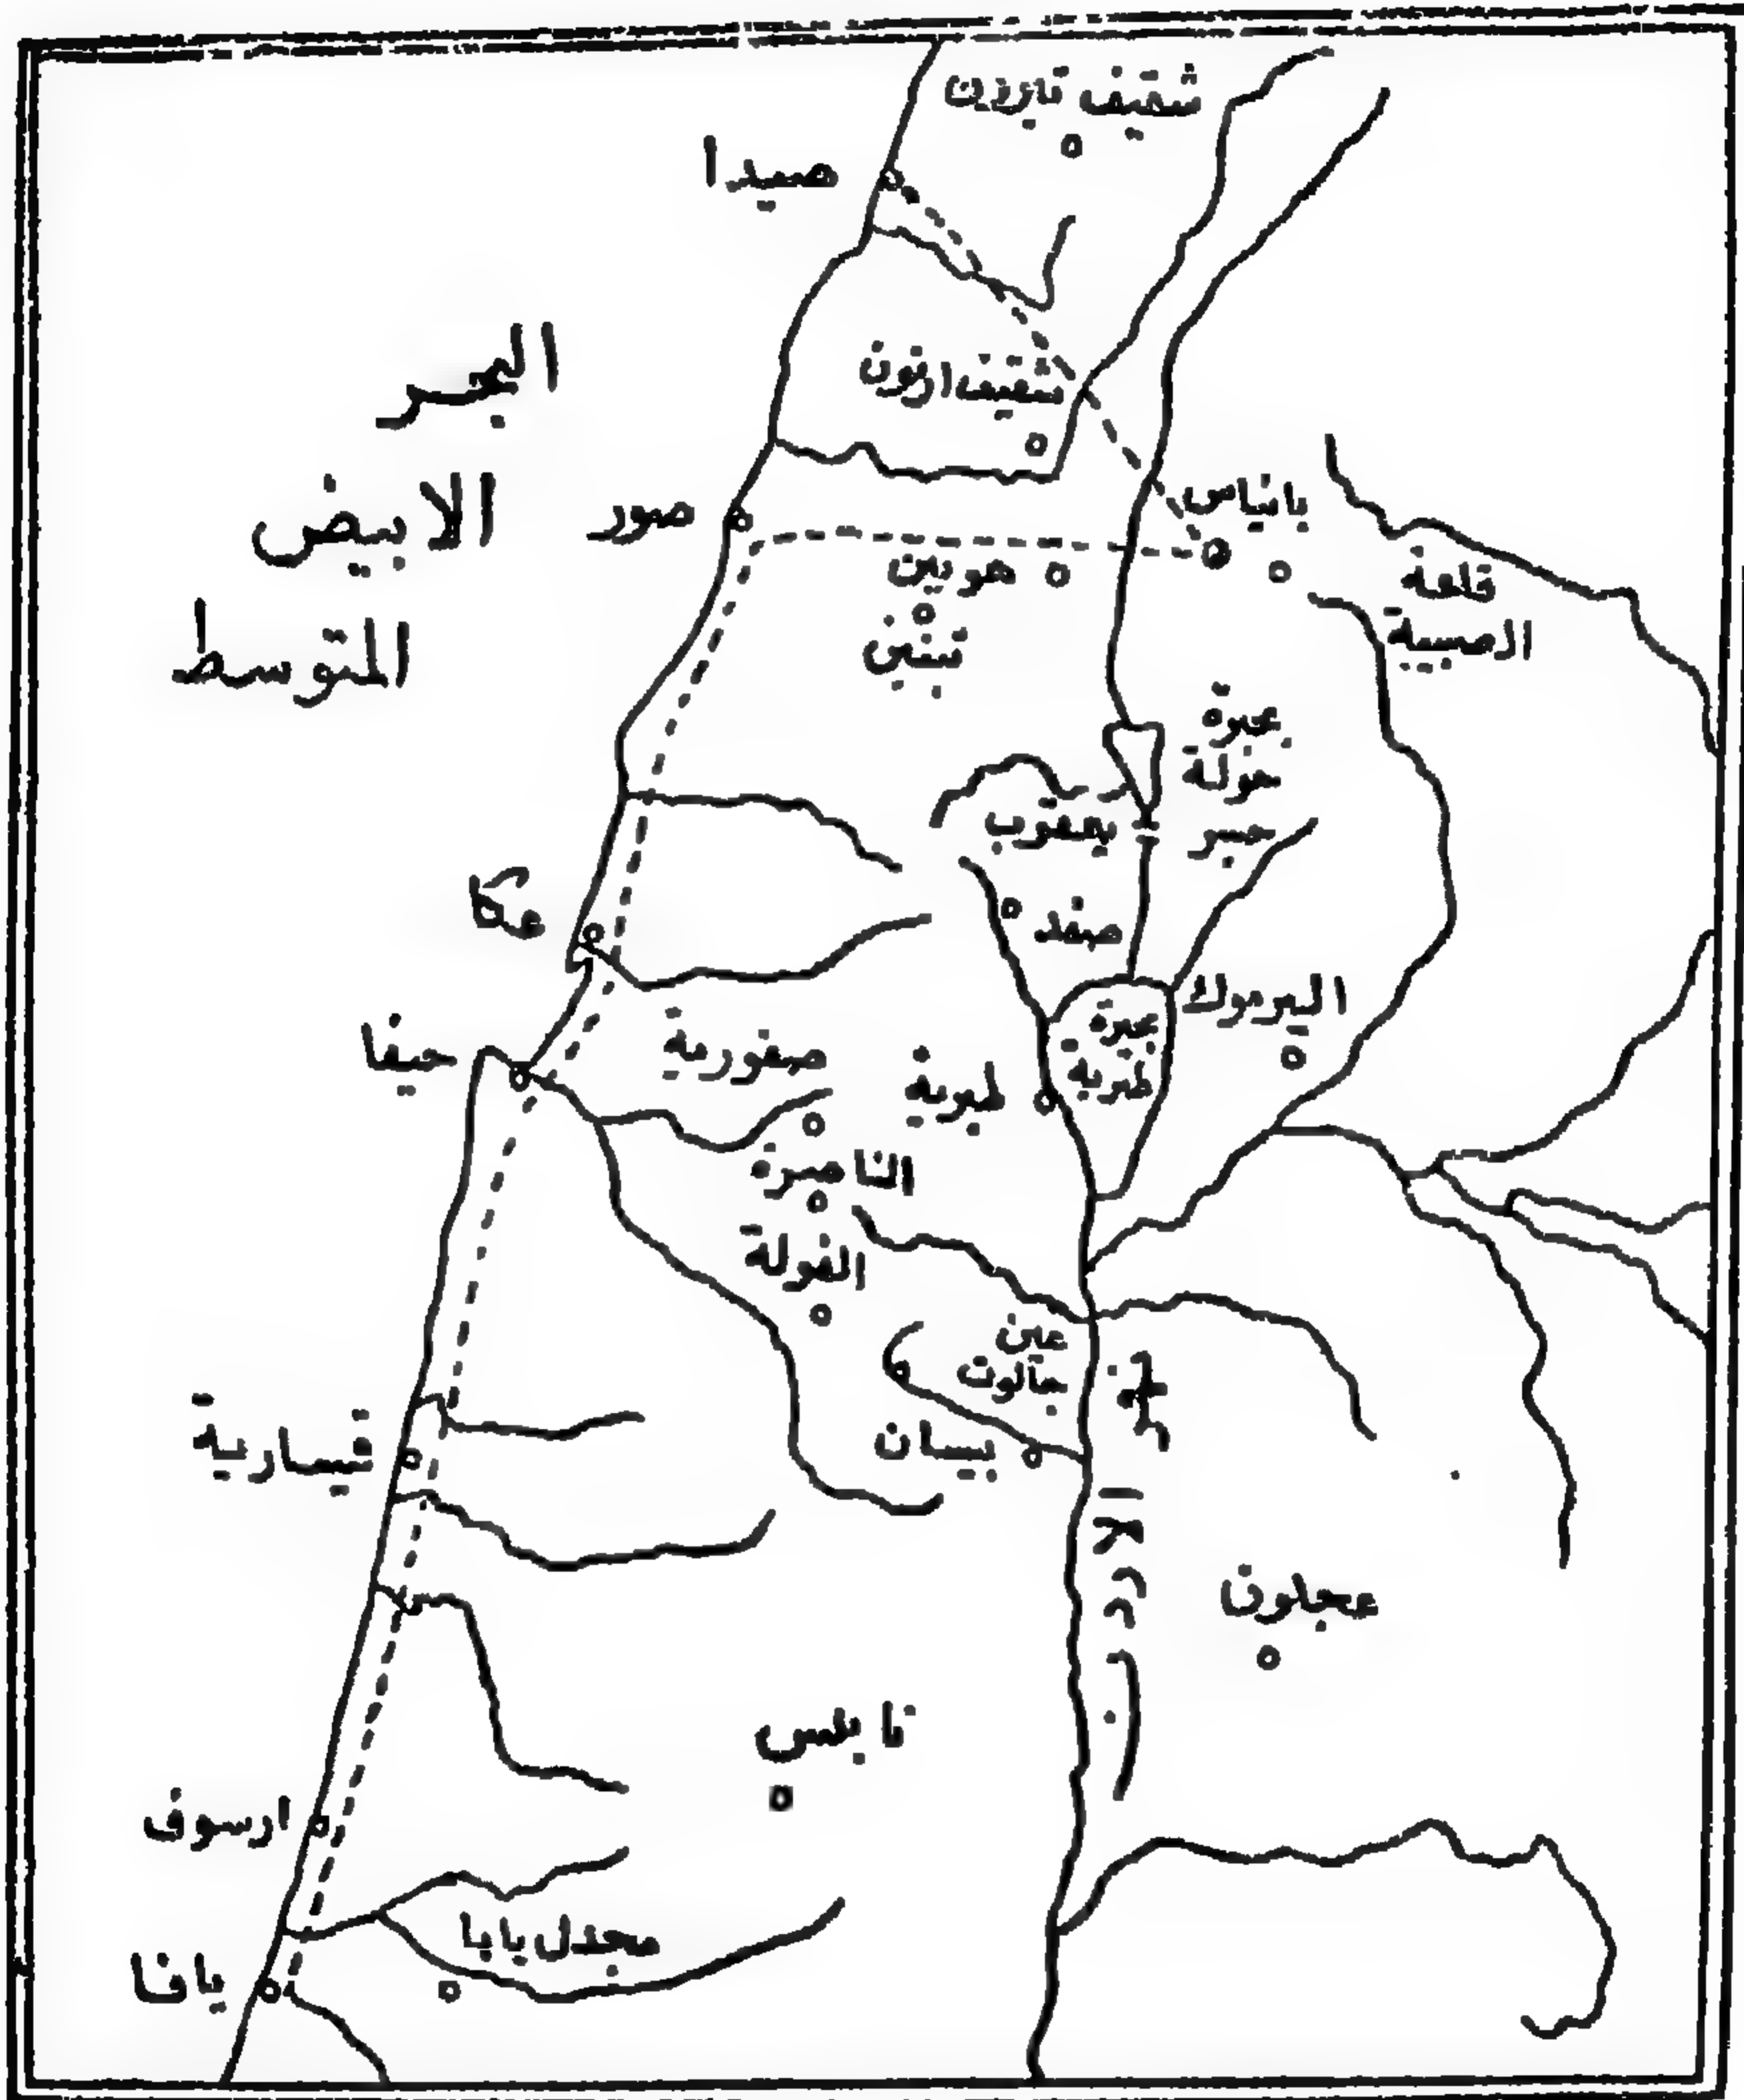 شقيف تيرون
صيدا
البحر
الابيض
المتوسط
شقيف ارنون
صور
بانياس
هونين
تبنين
قلعة
الصبيبة
بحيرة
حولة
جسر
يعقوب
عكا
صفد
اليرموك
بحيرة
طبرية
حيفا
صفورية
طبرية
الناصرة
الفولة
عين
جالوت
نهر
الاردن
بيسان
قيسارية
عجلون
نابلس
ارسوف
مجدل يابا
يافا